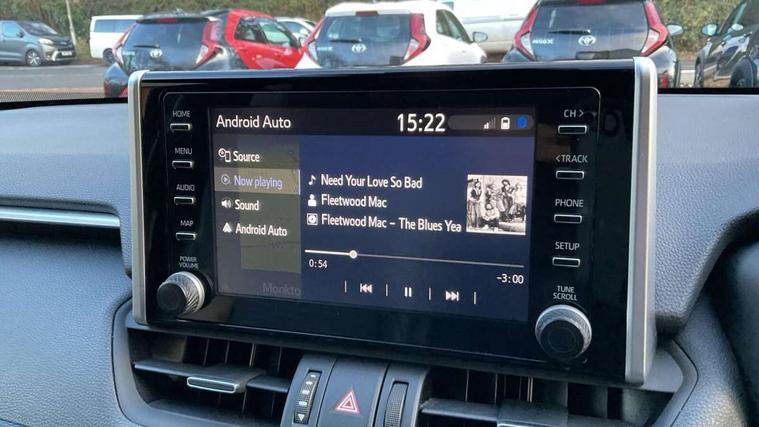 Android Auto
15:22
HOME
MENU
AUDIO
MAP
POWER
VOLUME
Source
Now playing
Sound
Android Auto
Need Your Love So Bad
Fleetwood Mac
Fleetwood Mac – The Blues Yea
0:54
-3:00
Monkto
CH >
< TRACK
PHONE
SETUP
TUNE
SCROLL